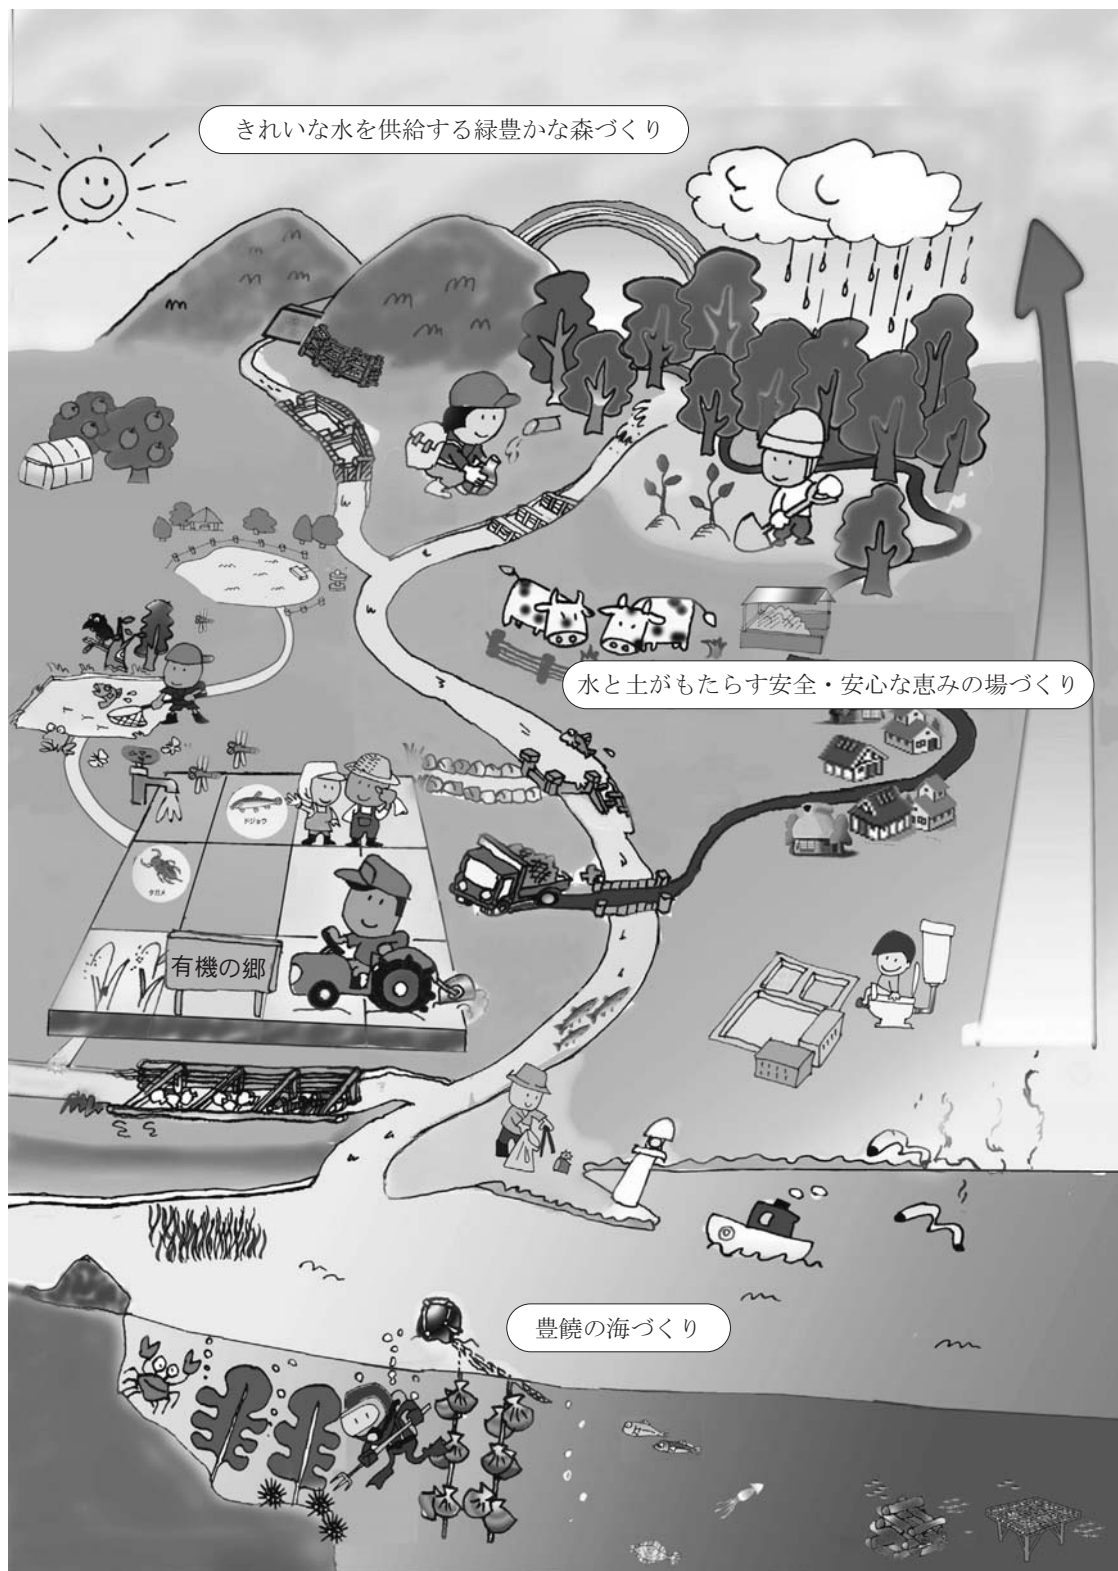 きれいな水を供給する緑豊かな森づくり
水と土がもたらす安全・安心な恵みの場づくり
ドジョウ
タガメ
有機の郷
豊饒の海づくり